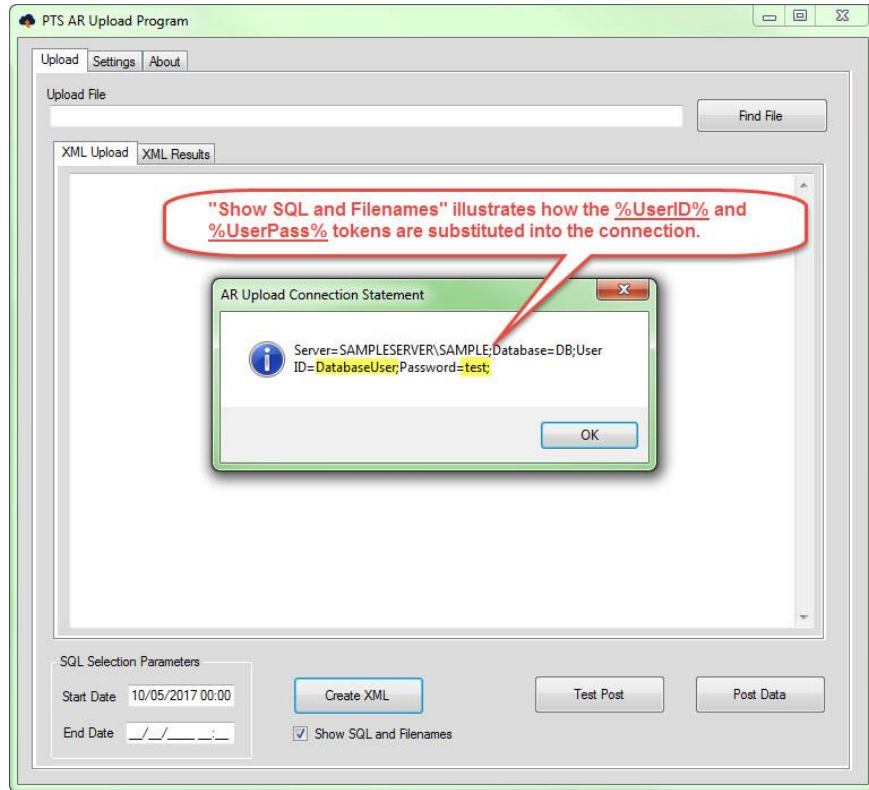 PTS AR Upload Program
Upload Settings About
Upload File
Find File
XML Upload XML Results
"Show SQL and Filenames" illustrates how the %UserID% and
%UserPass% tokens are substituted into the connection.
AR Upload Connection Statement
Server=SAMPLESERVER\SAMPLE;Database=DB;User
ID=DatabaseUser;Password=test;
OK
SQL Selection Parameters
Start Date 10/05/2017 00:00
End Date __/__/____ __:__
Create XML
Test Post
Post Data
Show SQL and Filenames